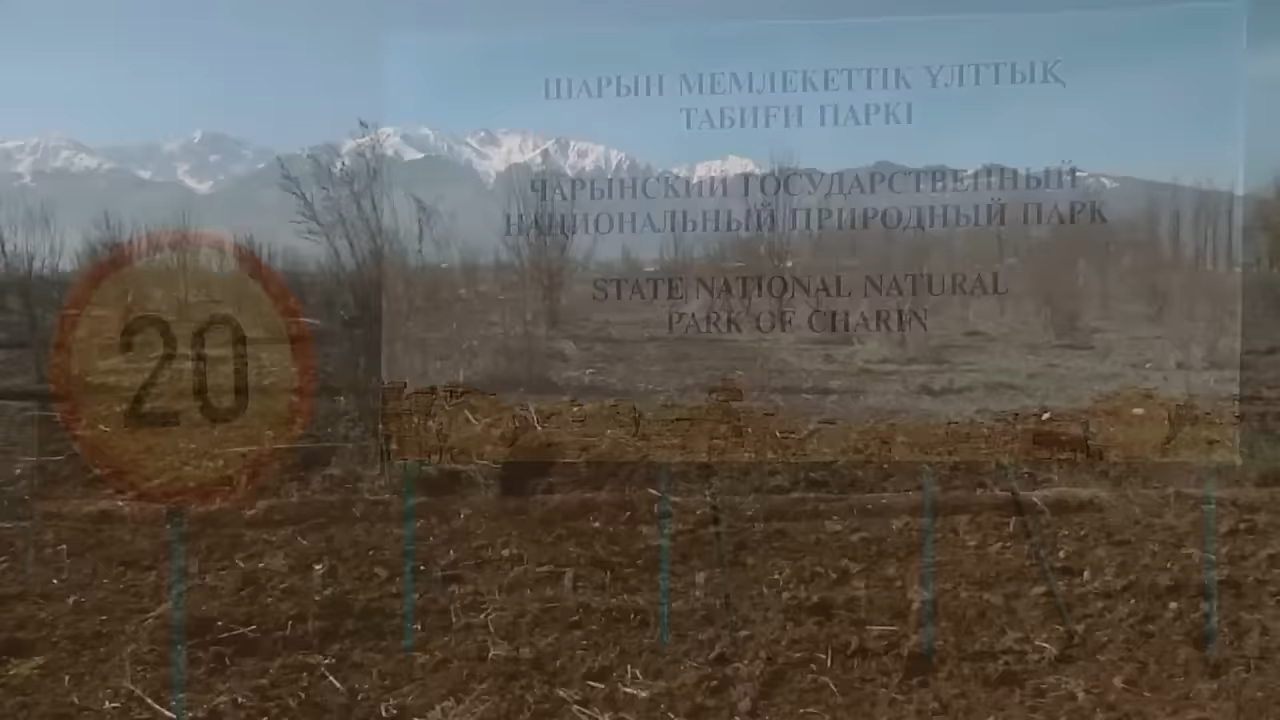 ШАРЫН МЕМЛЕКЕТТІК ҰЛТТЫҚ
ТАБИҒИ ПАРКІ
ЧАРЫНСКИЙ ГОСУДАРСТВЕННЫЙ
НАЦИОНАЛЬНЫЙ ПРИРОДНЫЙ ПАРК
STATE NATIONAL NATURAL
PARK OF CHARIN
20